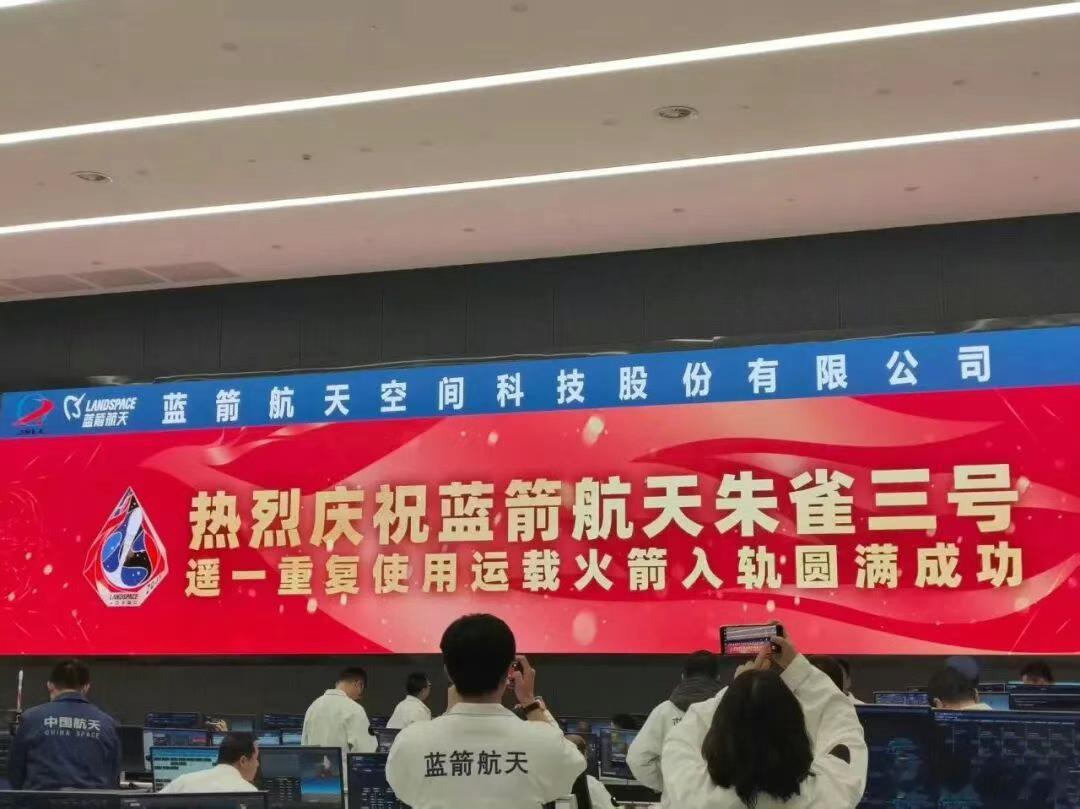 LANDSPACE
蓝箭航天
蓝箭航天空间科技股份有限公司
热烈庆祝蓝箭航天朱雀三号
遥一重复使用运载火箭入轨圆满成功
LANDSPACE
中国航天
CHINA SPACE
蓝箭航天